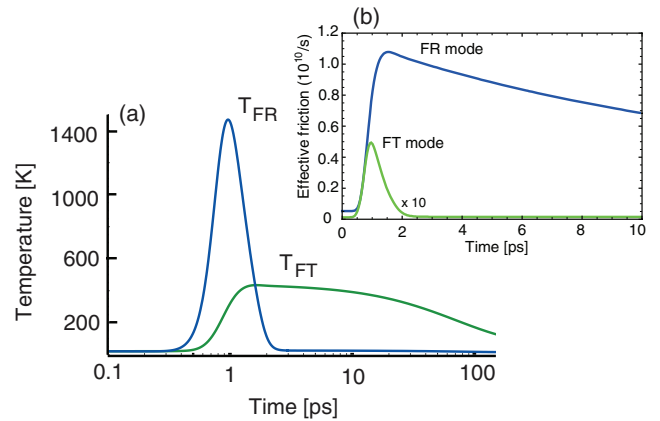 (b)
1.2
1.0
0.8
0.6
0.4
0.2
0
Effective friction (10^10/s)
FR mode
FT mode
x 10
0
2
4
6
8
10
Time [ps]
(a)
T_FR
T_FT
1400
1000
600
200
Temperature [K]
0.1
1
10
100
Time [ps]